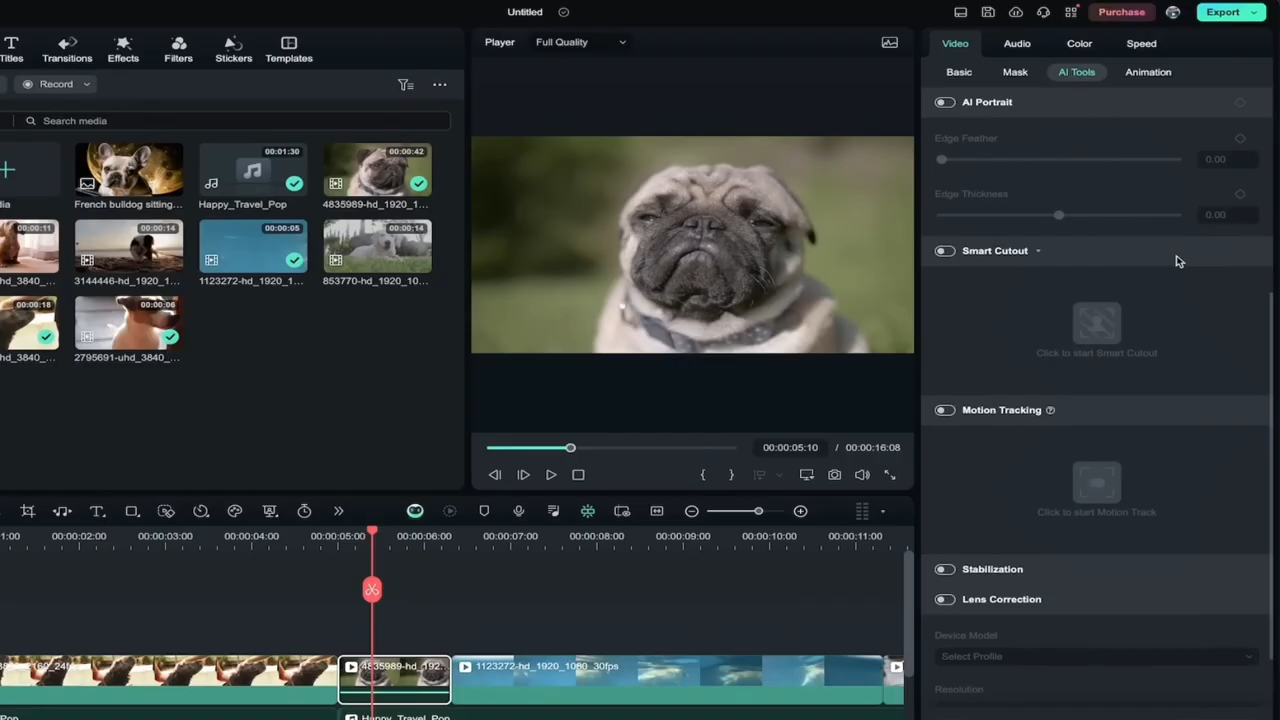 Untitled
Purchase
Export
Titles
Transitions
Effects
Filters
Stickers
Templates
Player
Full Quality
Video
Audio
Color
Speed
Basic
Mask
AI Tools
Animation
Record
Search media
AI Portrait
Edge Feather
0.00
Edge Thickness
0.00
Smart Cutout
Click to start Smart Cutout
Motion Tracking
Click to start Motion Track
Stabilization
Lens Correction
Device Model
Select Profile
Resolution
00:01:30
00:00:42
dia
French bulldog sitting...
Happy_Travel_Pop
4835989-hd_1920_1...
00:00:11
00:00:14
00:00:05
hd_3840_...
3144446-hd_1920_1...
1123272-hd_1920_1...
853770-hd_1920_10...
00:00:18
00:00:06
hd_3840_...
2795691-uhd_3840_...
00:00:05:10 / 00:00:16:08
1:00
00:00:02:00
00:00:03:00
00:00:04:00
00:00:05:00
00:00:06:00
00:00:07:00
00:00:08:00
00:00:09:00
00:00:10:00
00:00:11:00
4835989-hd_192...
1123272-hd_1920_1080_30fps
Pop
Happy_Travel_Pop